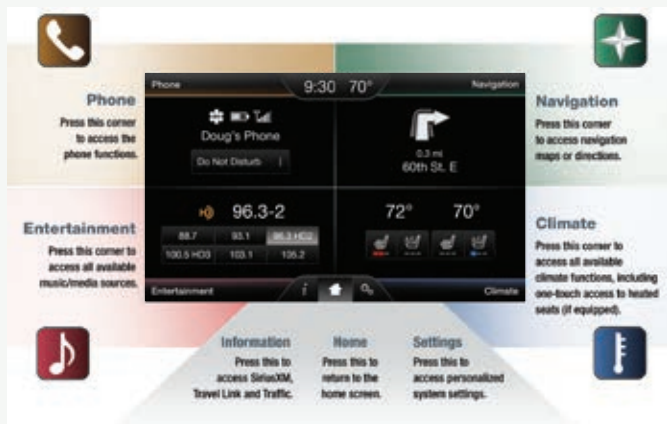 Phone
Press this corner
to access the
phone functions.
Entertainment
Press this corner to
access all available
music/media sources.
Phone
9:30 70°
Navigation
Doug's Phone
Do Not Disturb
0.3 mi
60th St. E
96.3-2
88.7 93.1 96.3 HD2
100.5 HD3 103.1 105.2
72° 70°
Entertainment
i
Climate
Navigation
Press this corner
to access navigation
maps or directions.
Climate
Press this corner to
access all available
climate functions, including
one-touch access to heated
seats (if equipped).
Information
Press this to
access SiriusXM,
Travel Link and Traffic.
Home
Press this to
return to the
home screen.
Settings
Press this to
access personalized
system settings.